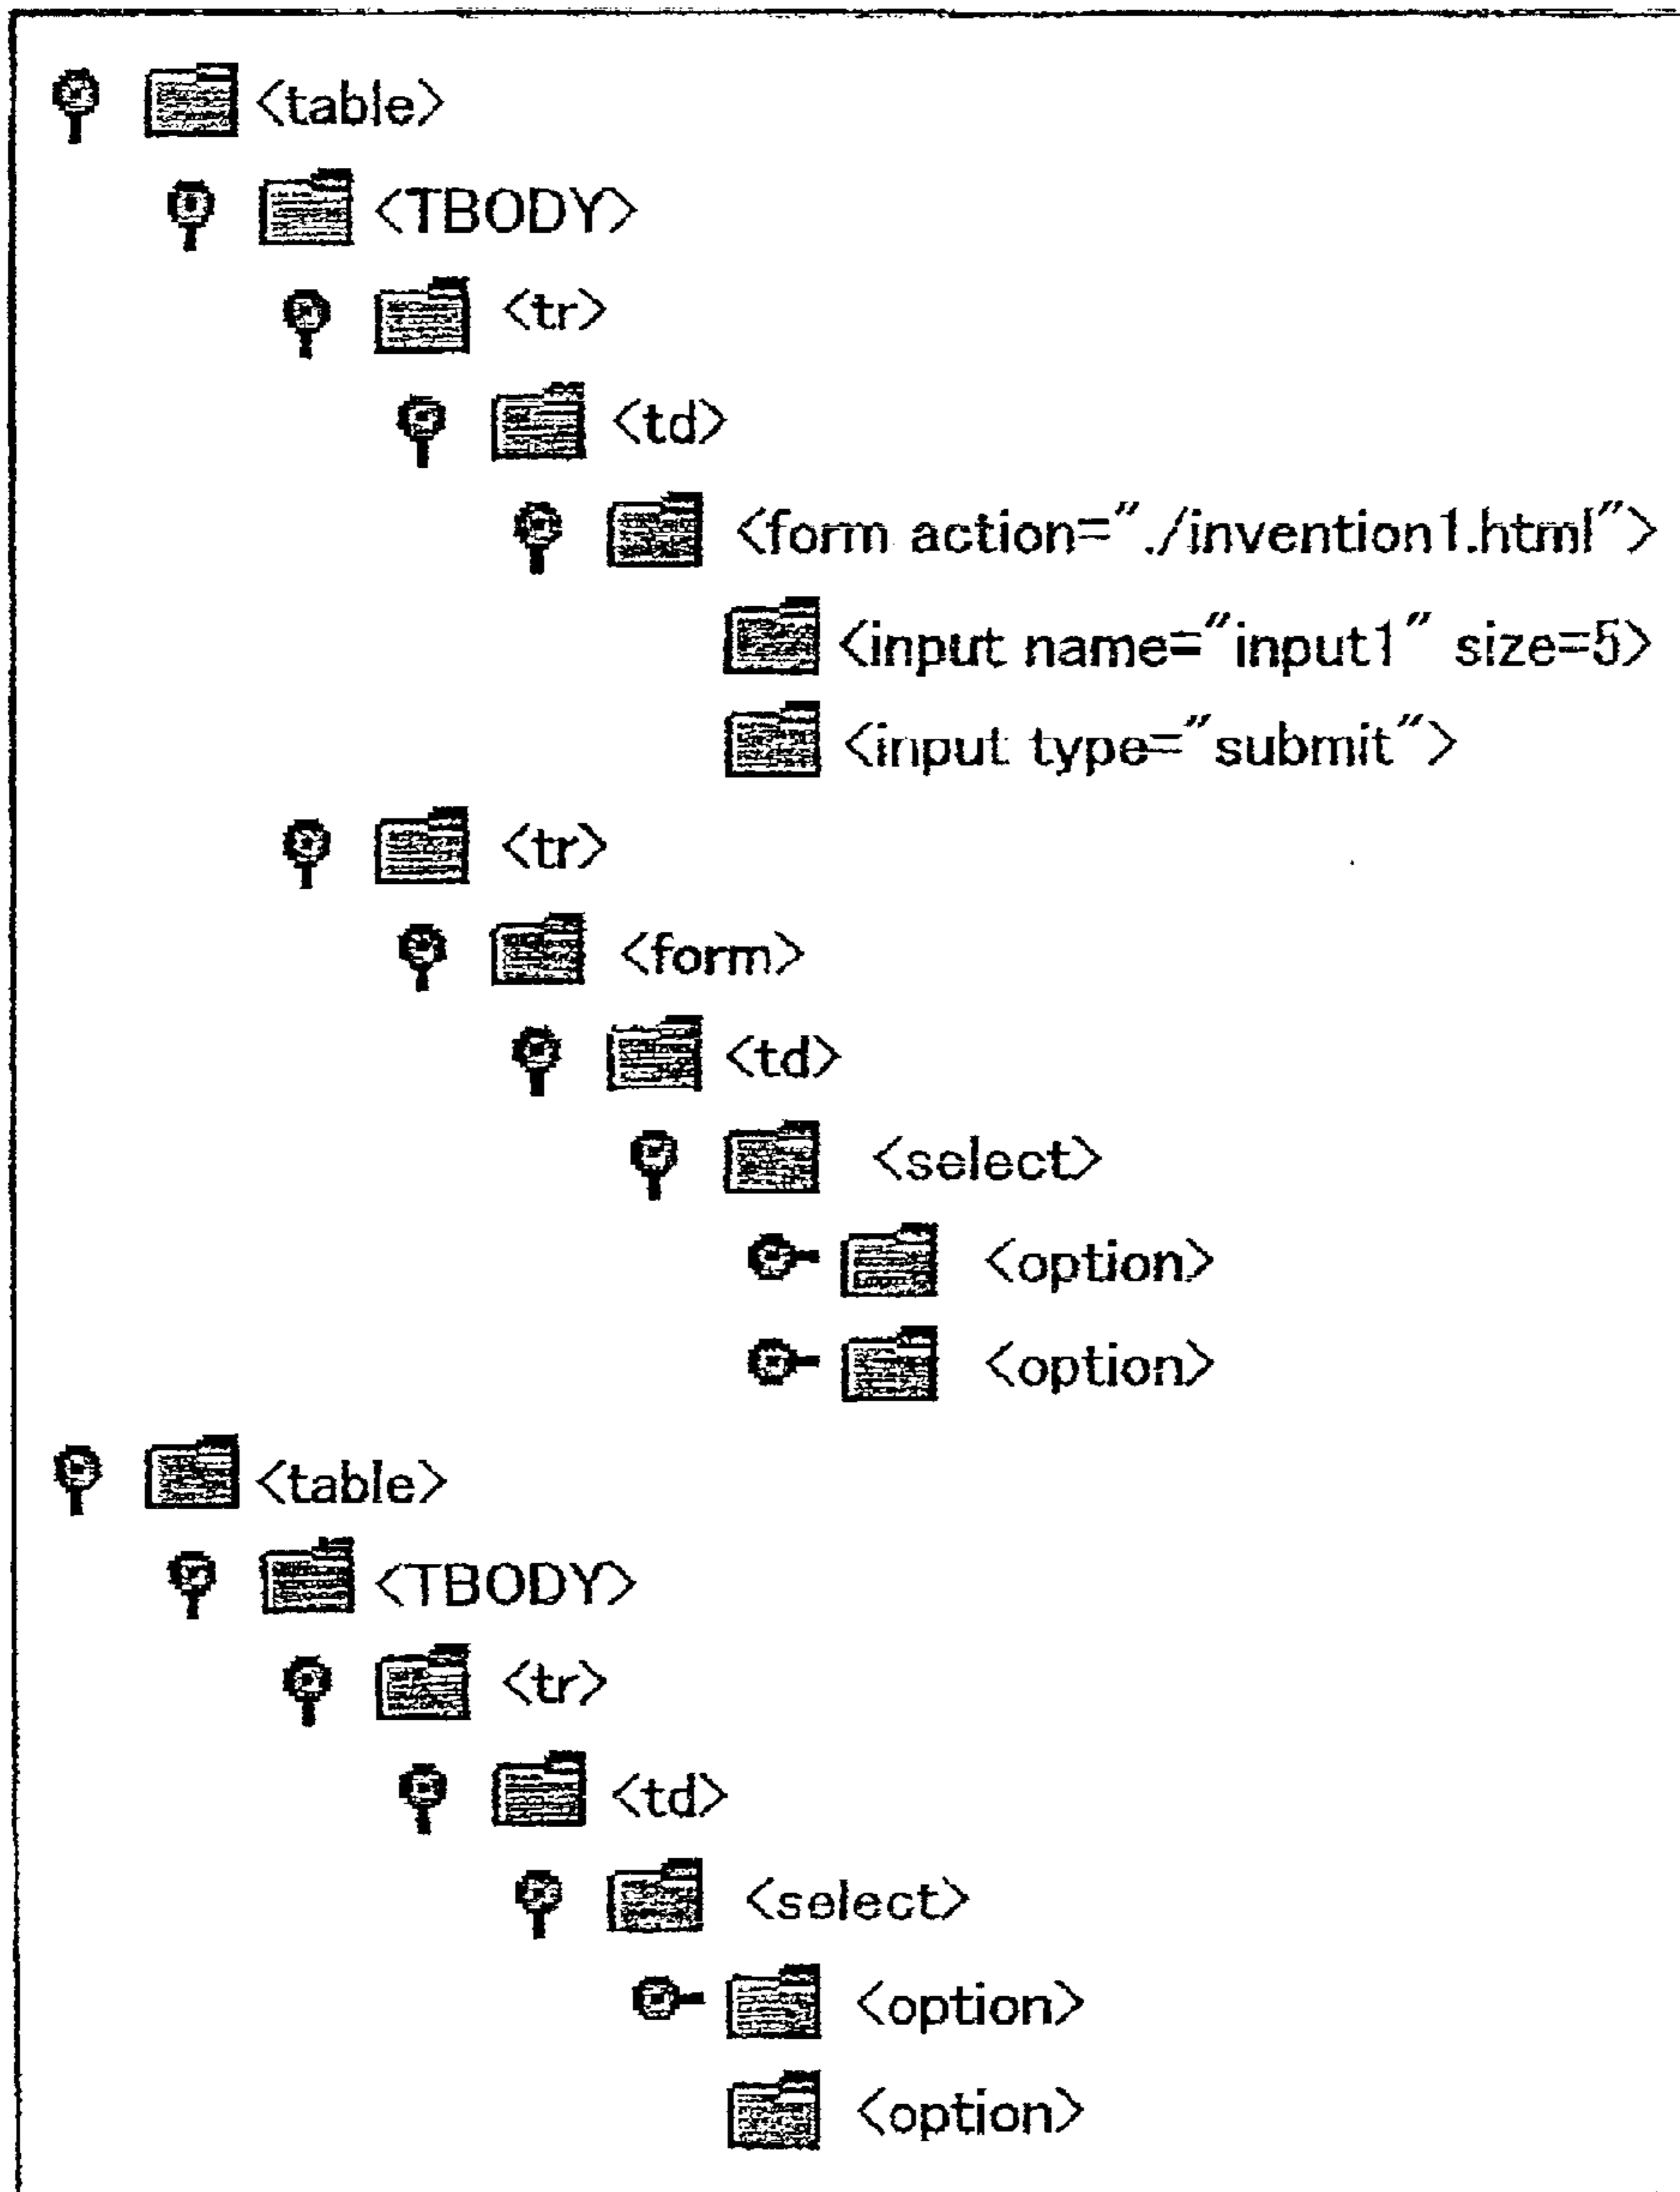 <table>
<TBODY>
<tr>
<td>
<form action="./invention1.html">
<input name="input1" size=5>
<input type="submit">
<tr>
<form>
<td>
<select>
<option>
<option>
<table>
<TBODY>
<tr>
<td>
<select>
<option>
<option>